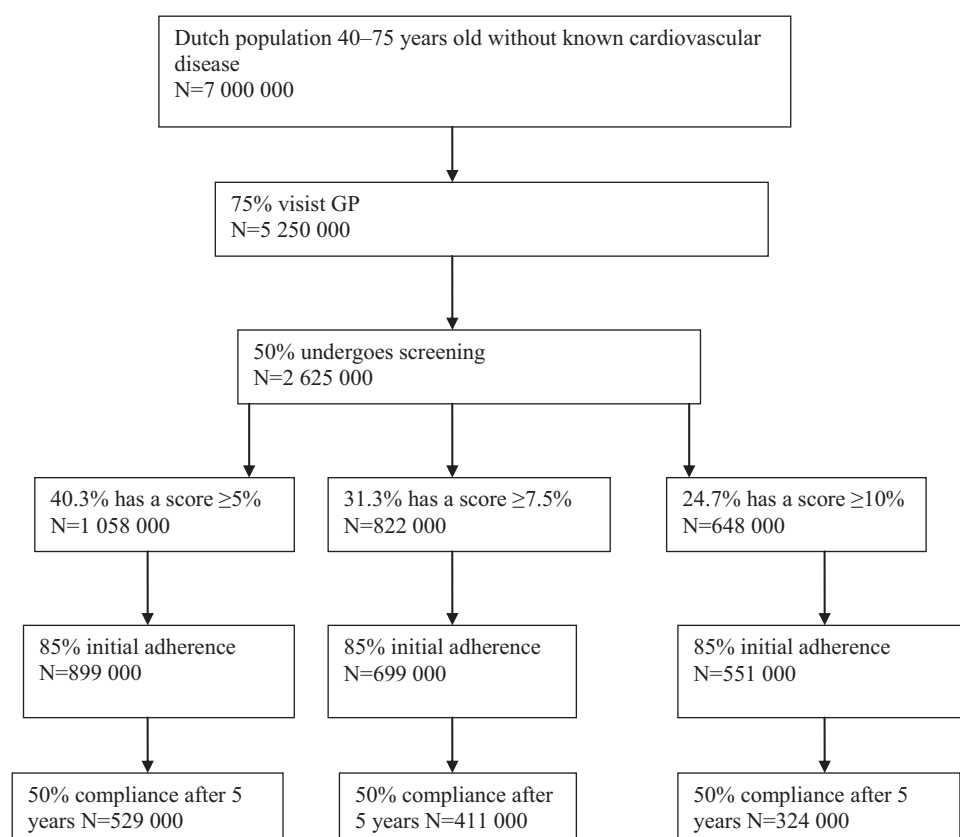 Dutch population 40–75 years old without known cardiovascular
disease
N=7 000 000
75% visist GP
N=5 250 000
50% undergoes screening
N=2 625 000
40.3% has a score ≥5%
N=1 058 000
31.3% has a score ≥7.5%
N=822 000
24.7% has a score ≥10%
N=648 000
85% initial adherence
N=899 000
85% initial adherence
N=699 000
85% initial adherence
N=551 000
50% compliance after 5
years N=529 000
50% compliance after
5 years N=411 000
50% compliance after 5
years N=324 000